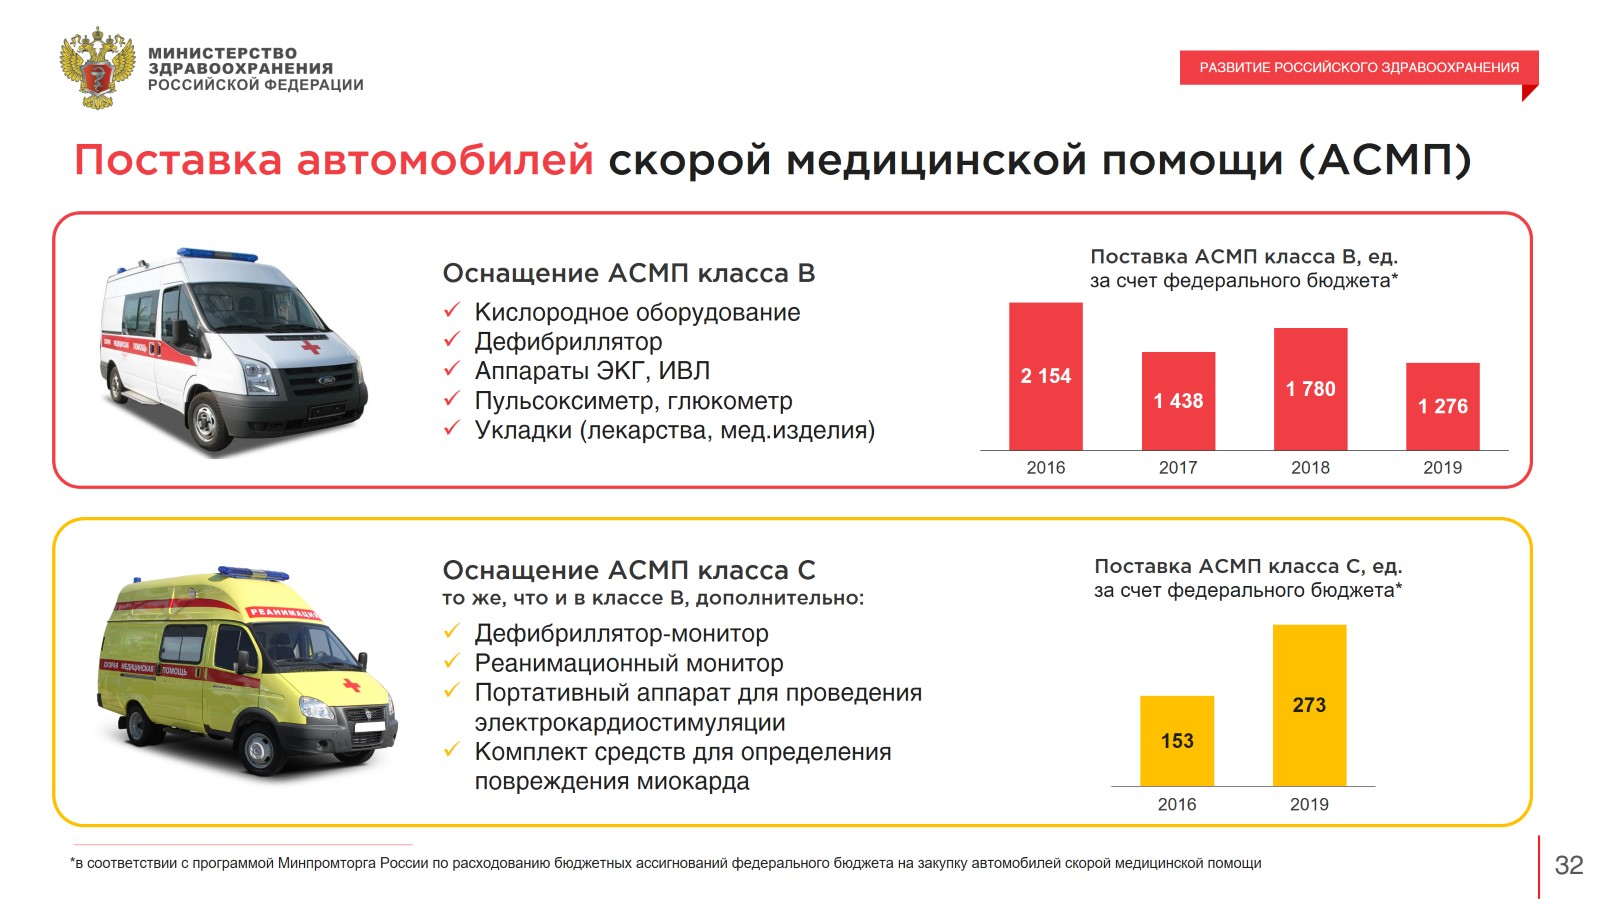 МИНИСТЕРСТВО
ЗДРАВООХРАНЕНИЯ
РОССИЙСКОЙ ФЕДЕРАЦИИ
РАЗВИТИЕ РОССИЙСКОГО ЗДРАВООХРАНЕНИЯ
Поставка автомобилей скорой медицинской помощи (АСМП)
Оснащение АСМП класса В
Кислородное оборудование
Дефибриллятор
Аппараты ЭКГ, ИВЛ
Пульсоксиметр, глюкометр
Укладки (лекарства, мед.изделия)
Поставка АСМП класса В, ед.
за счет федерального бюджета*
2 154
1 438
1 780
1 276
2016
2017
2018
2019
РЕАНИМАЦИЯ
СКОРАЯ МЕДИЦИНСКАЯ ПОМОЩЬ
Оснащение АСМП класса С
то же, что и в классе В, дополнительно:
Дефибриллятор-монитор
Реанимационный монитор
Портативный аппарат для проведения
электрокардиостимуляции
Комплект средств для определения
повреждения миокарда
Поставка АСМП класса С, ед.
за счет федерального бюджета*
153
273
2016
2019
*в соответствии с программой Минпромторга России по расходованию бюджетных ассигнований федерального бюджета на закупку автомобилей скорой медицинской помощи
32